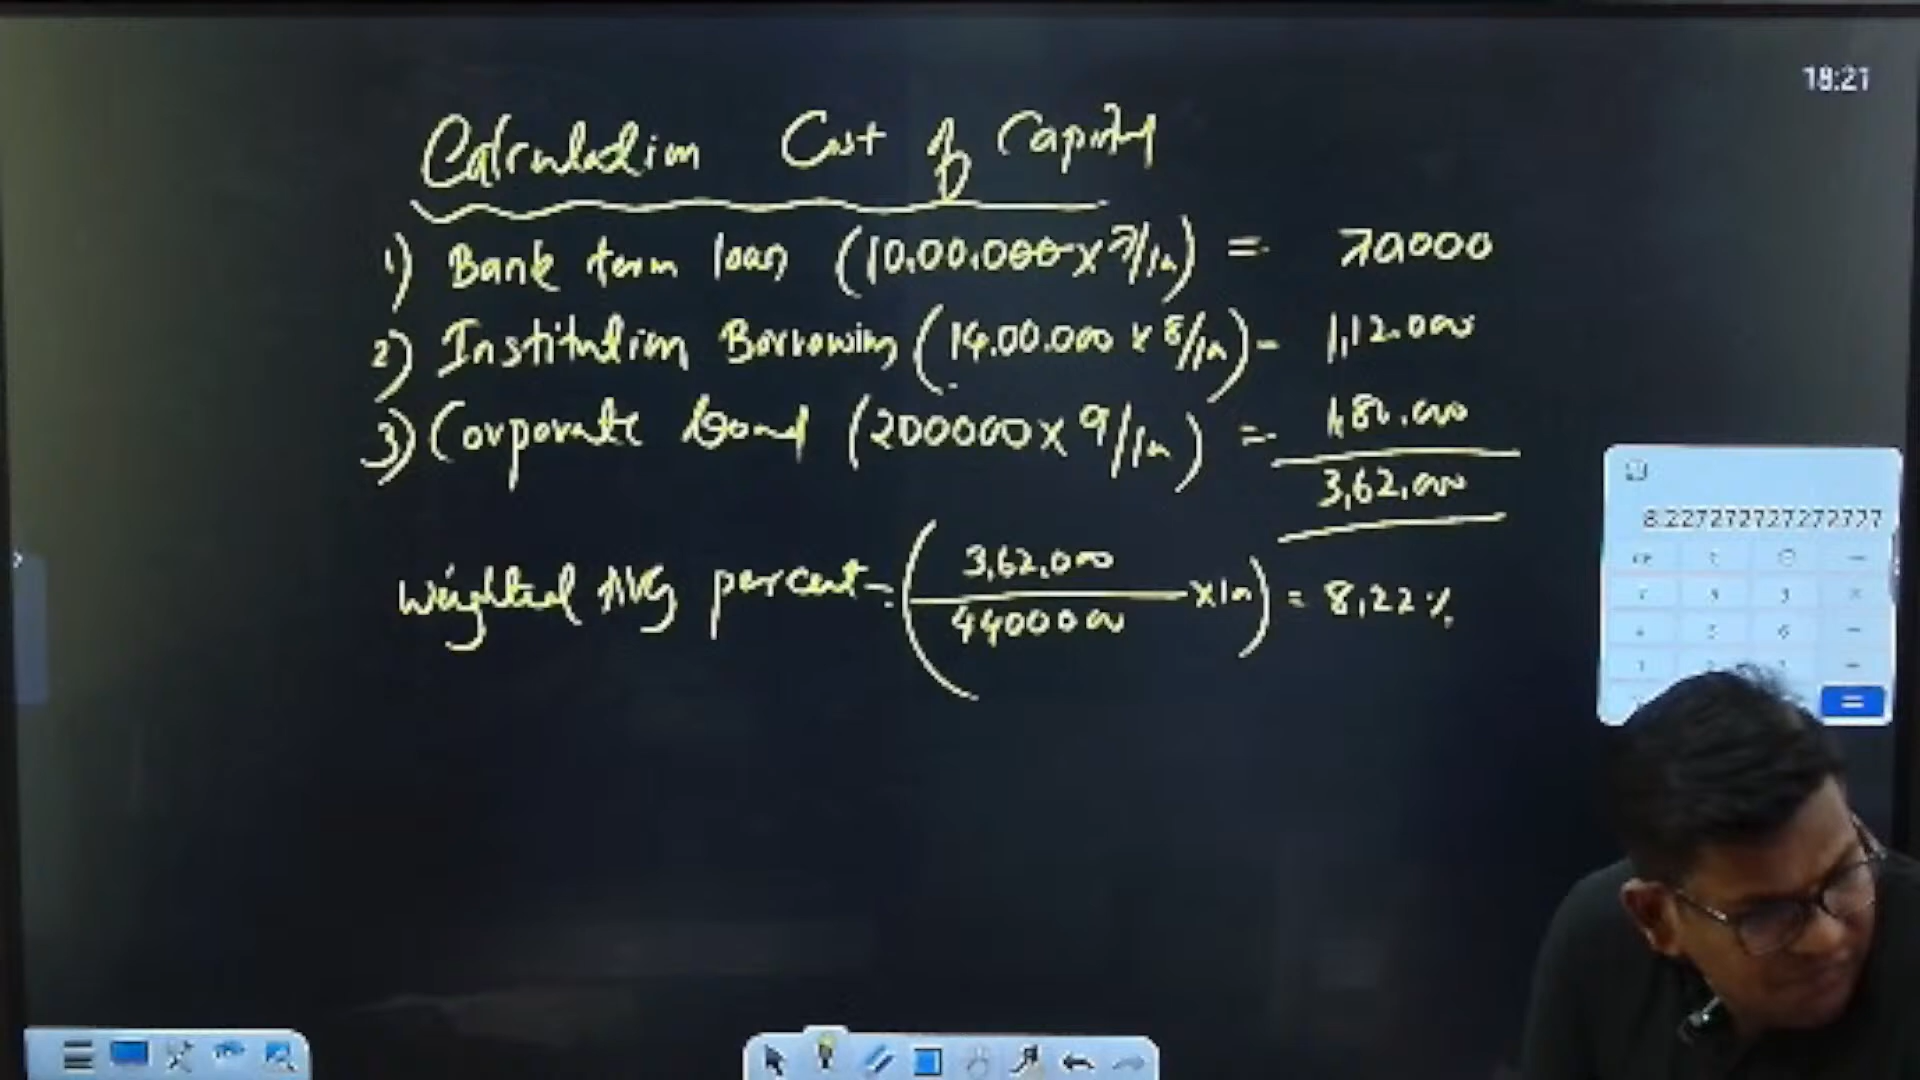 18:21
Calculation Cost of Capital
1) Bank term loan (10,00,000 x 7/100) = 70000
2) Institution Borrowing (14,00,000 x 8/100) - 1,12,000
3) Corporate bond (2000000 x 9/100) = 1,80,000
3,62,000
Weighted AVG percent = (3,62,000 / 4400000 x 100) = 8,22%
8.227272727272727